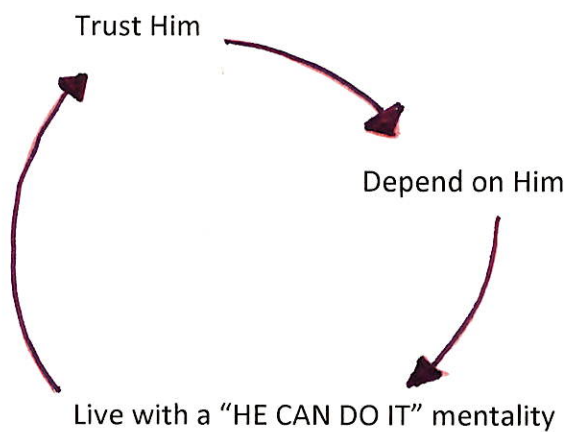 Trust Him
Depend on Him
Live with a “HE CAN DO IT” mentality